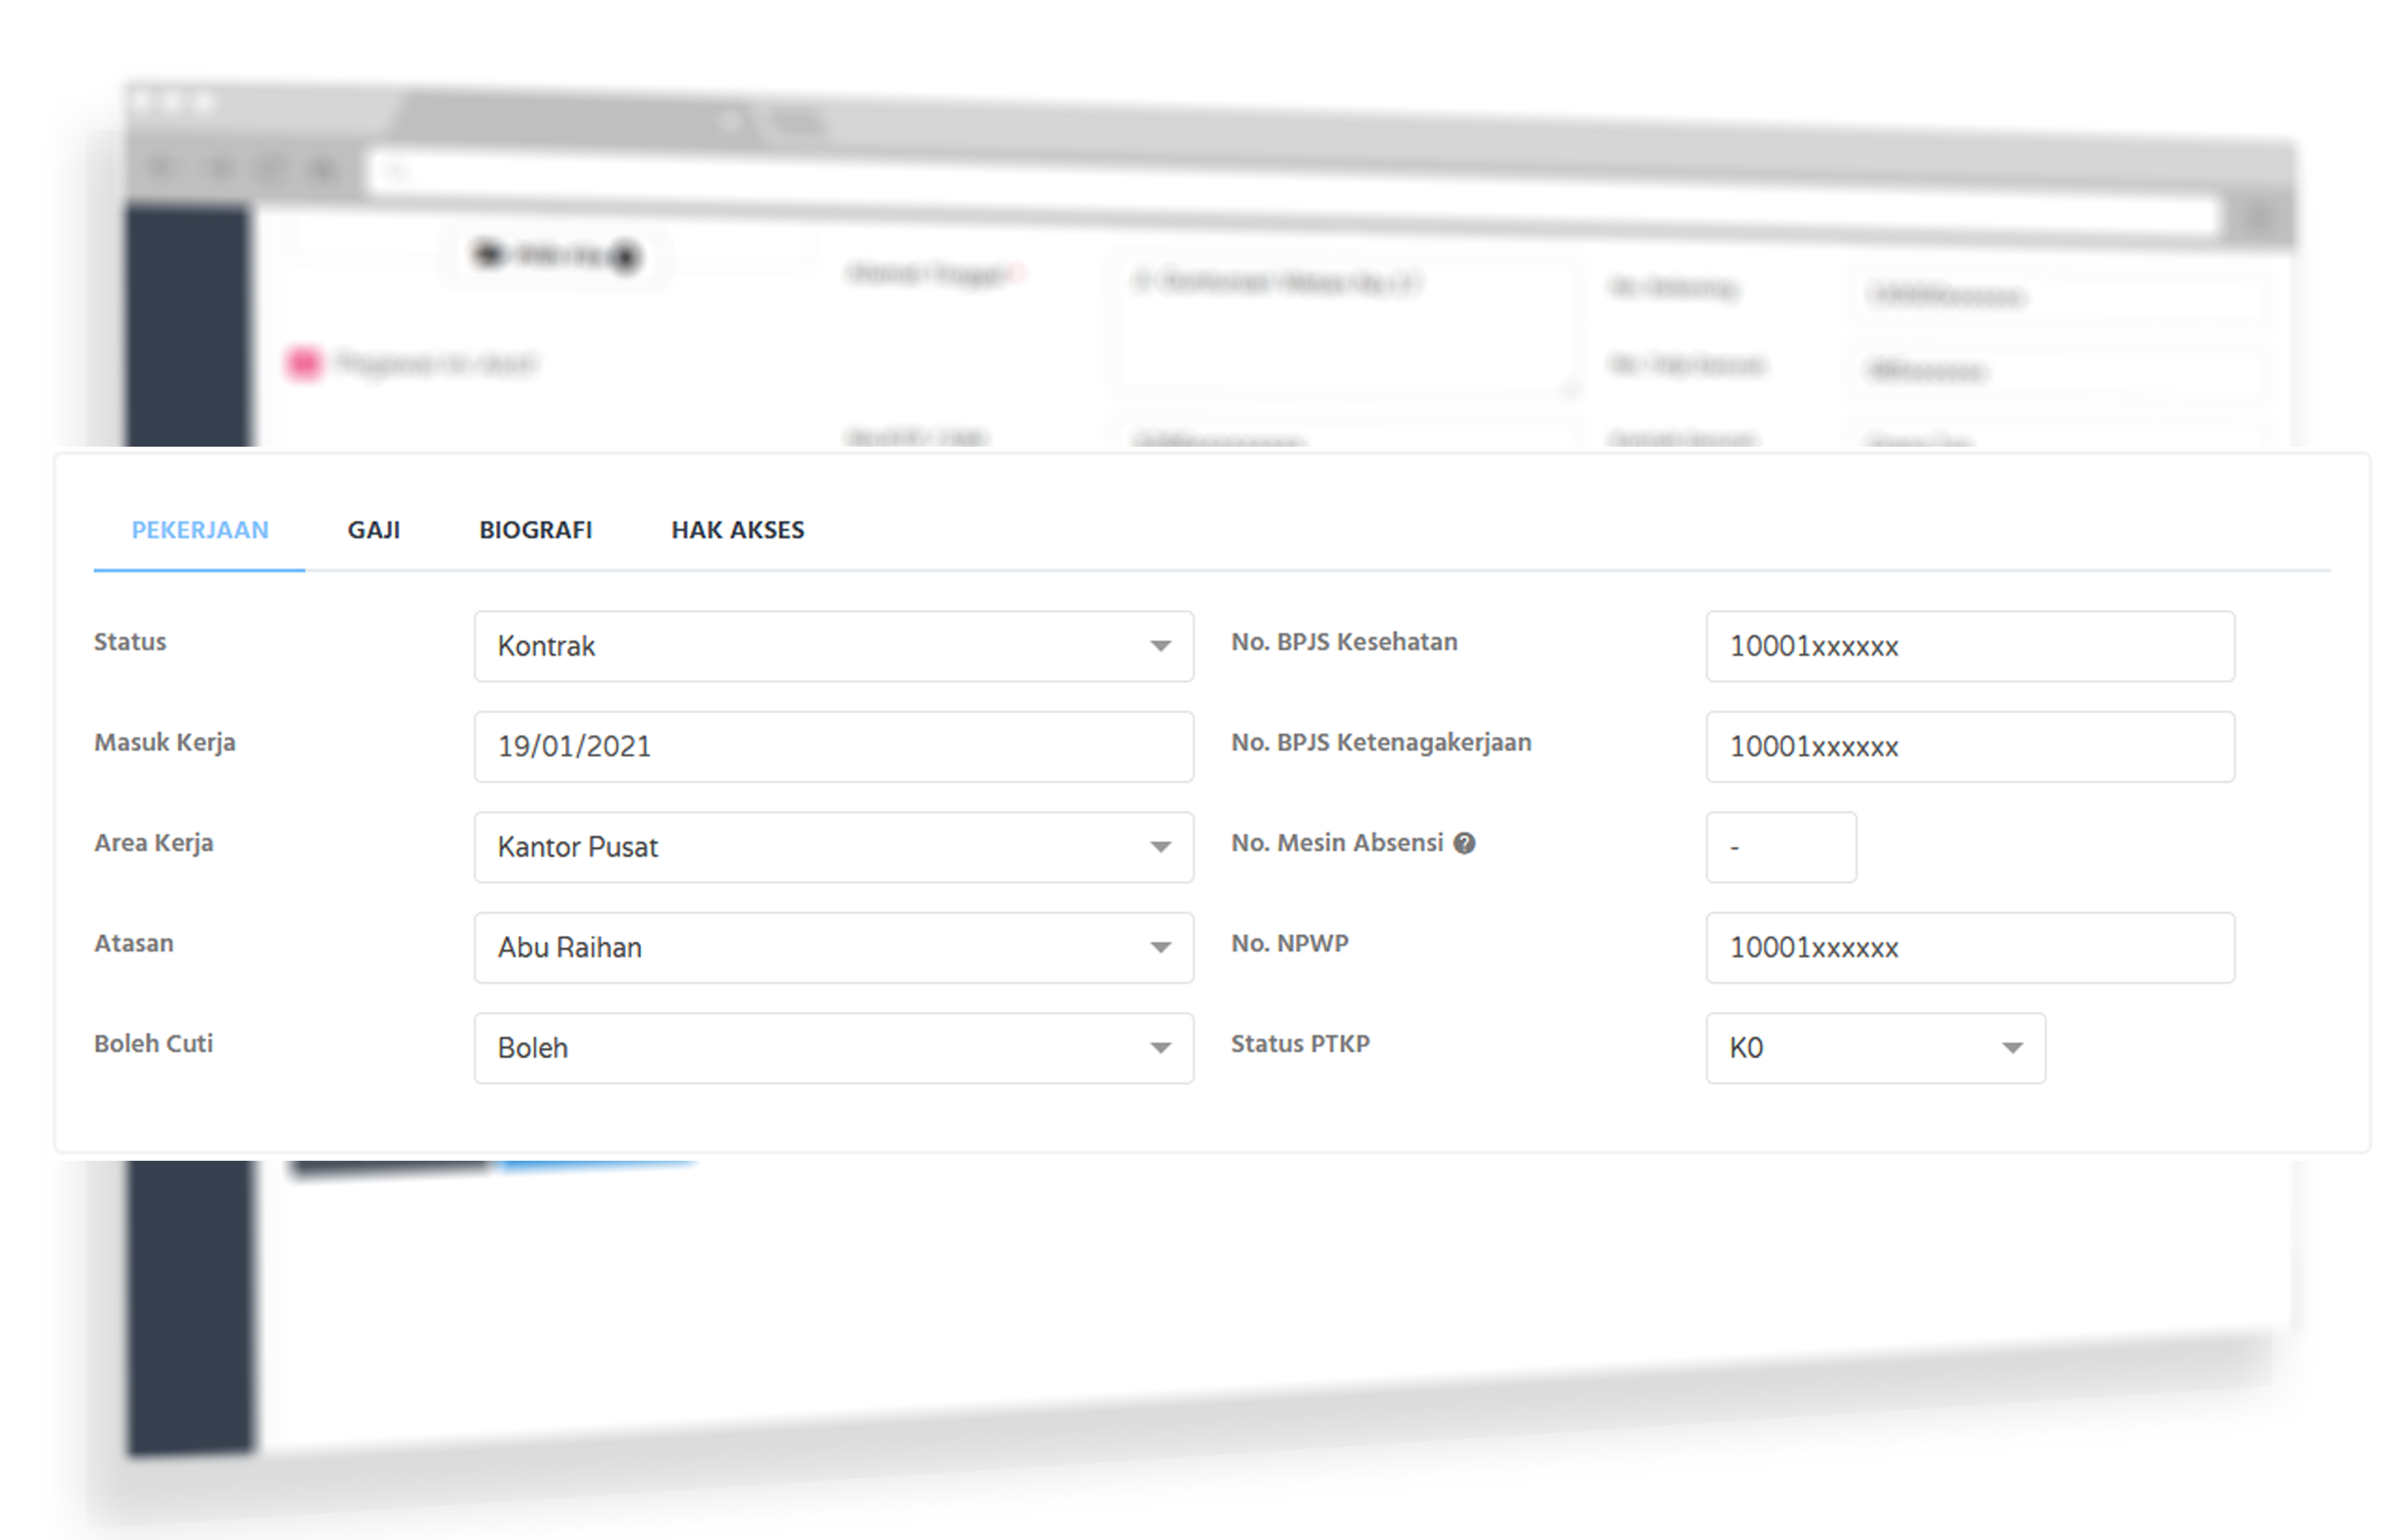 PEKERJAAN GAJI BIOGRAFI HAK AKSES
Status Kontrak No. BPJS Kesehatan 10001xxxxxx
Masuk Kerja 19/01/2021 No. BPJS Ketenagakerjaan 10001xxxxxx
Area Kerja Kantor Pusat No. Mesin Absensi ? -
Atasan Abu Raihan No. NPWP 10001xxxxxx
Boleh Cuti Boleh Status PTKP K0